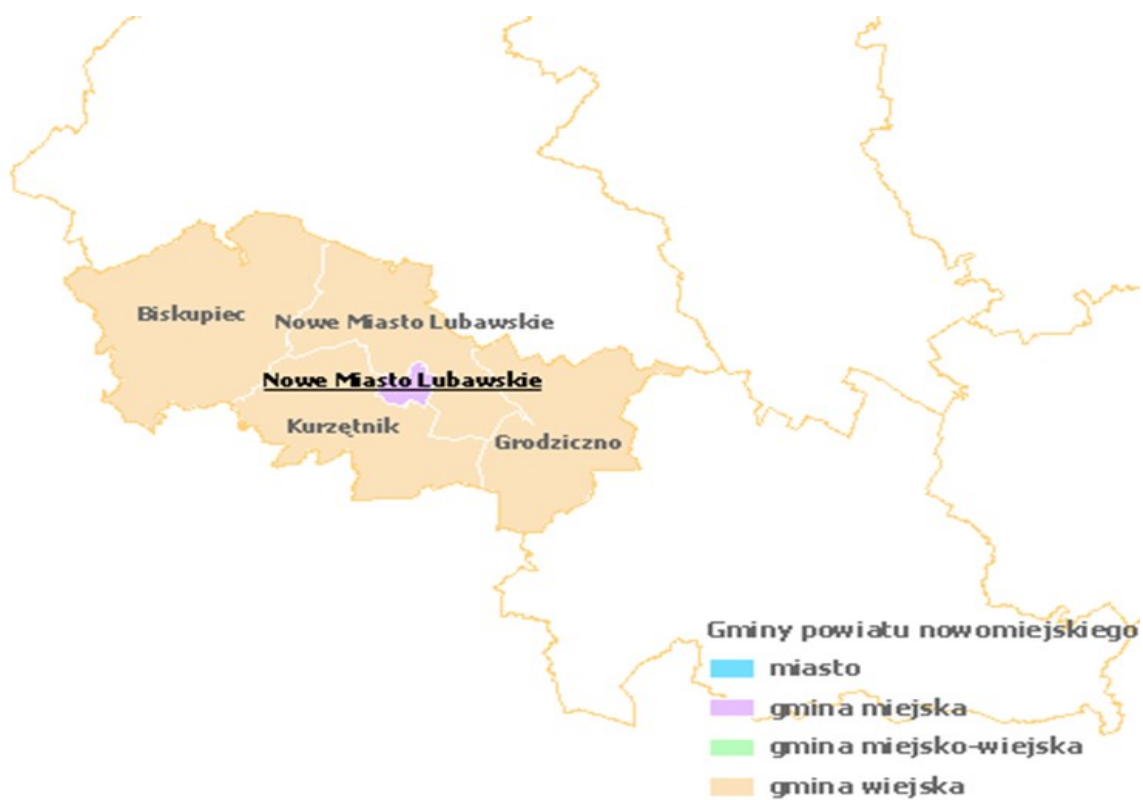 Biskupiec
Nowe Miasto Lubawskie
Nowe Miasto Lubawskie
Kurzętnik
Grodziczno
Gminy powiatu nowomiejskiego
miasto
gmina miejska
gmina miejsko-wiejska
gmina wiejska